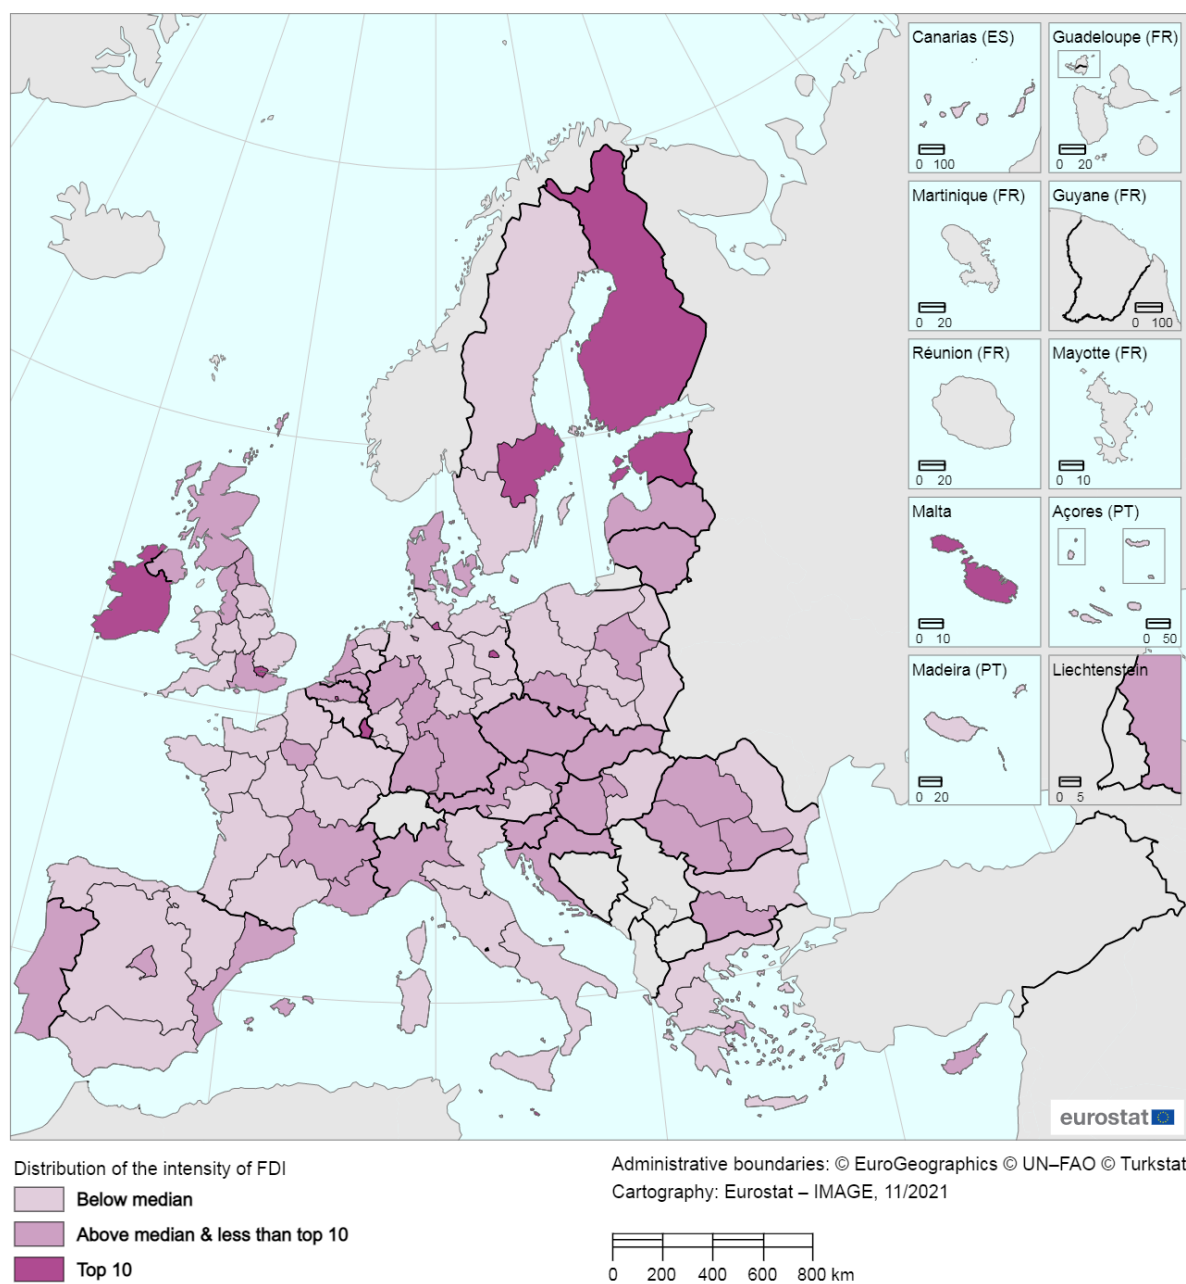 Canarias (ES)
0 100
Guadeloupe (FR)
0 20
Martinique (FR)
0 20
Guyane (FR)
0 100
Réunion (FR)
0 20
Mayotte (FR)
0 10
Malta
0 10
Açores (PT)
0 50
Madeira (PT)
0 20
Liechtenstein
0 5
eurostat
Distribution of the intensity of FDI
Below median
Above median & less than top 10
Top 10
Administrative boundaries: © EuroGeographics © UN–FAO © Turkstat
Cartography: Eurostat – IMAGE, 11/2021
0 200 400 600 800 km